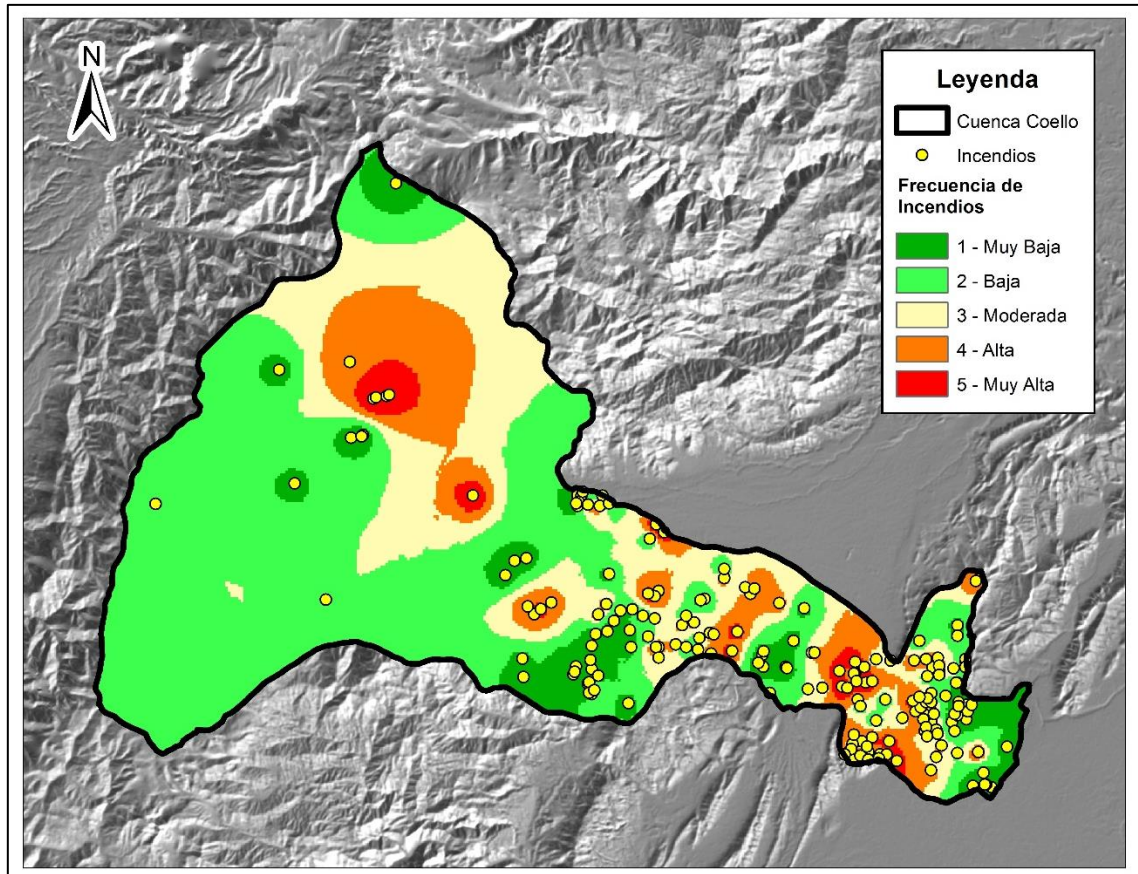 N
Leyenda
Cuenca Coello
Incendios
Frecuencia de
Incendios
1 - Muy Baja
2 - Baja
3 - Moderada
4 - Alta
5 - Muy Alta